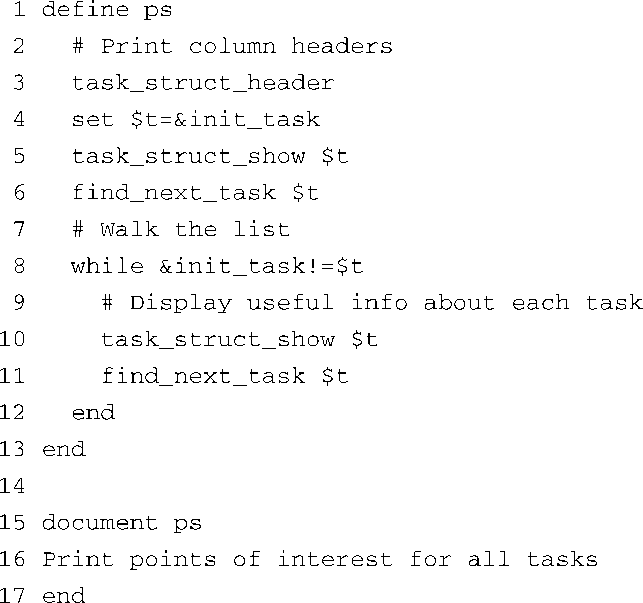 1 define ps
2   # Print column headers
3   task_struct_header
4   set $t=&init_task
5   task_struct_show $t
6   find_next_task $t
7   # Walk the list
8   while &init_task!=$t
9     # Display useful info about each task
10     task_struct_show $t
11     find_next_task $t
12   end
13 end
14
15 document ps
16 Print points of interest for all tasks
17 end